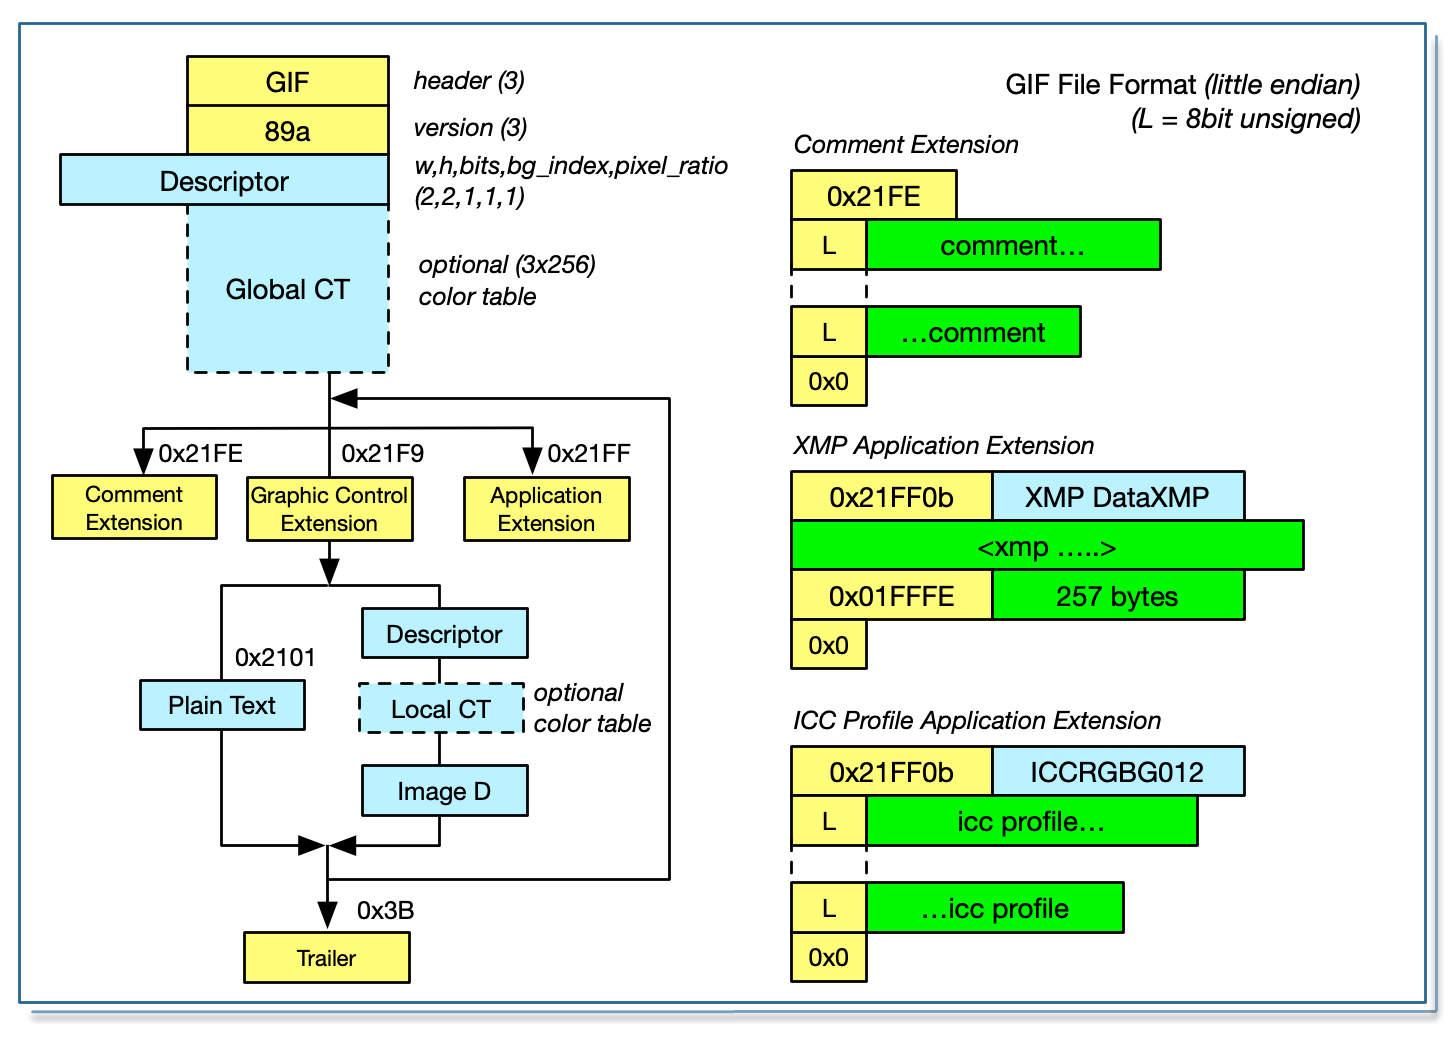 GIF
header (3)
89a
version (3)
Descriptor
w,h,bits,bg_index,pixel_ratio
(2,2,1,1,1)
Global CT
optional (3x256)
color table
0x21FE
0x21F9
0x21FF
Comment
Extension
Graphic Control
Extension
Application
Extension
Descriptor
0x2101
Plain Text
Local CT
optional
color table
Image D
0x3B
Trailer
GIF File Format (little endian)
(L = 8bit unsigned)
Comment Extension
0x21FE
L
comment…
L
…comment
0x0
XMP Application Extension
0x21FF0b
XMP DataXMP
<xmp …..>
0x01FFFE
257 bytes
0x0
ICC Profile Application Extension
0x21FF0b
ICCRGBG012
L
icc profile…
L
…icc profile
0x0